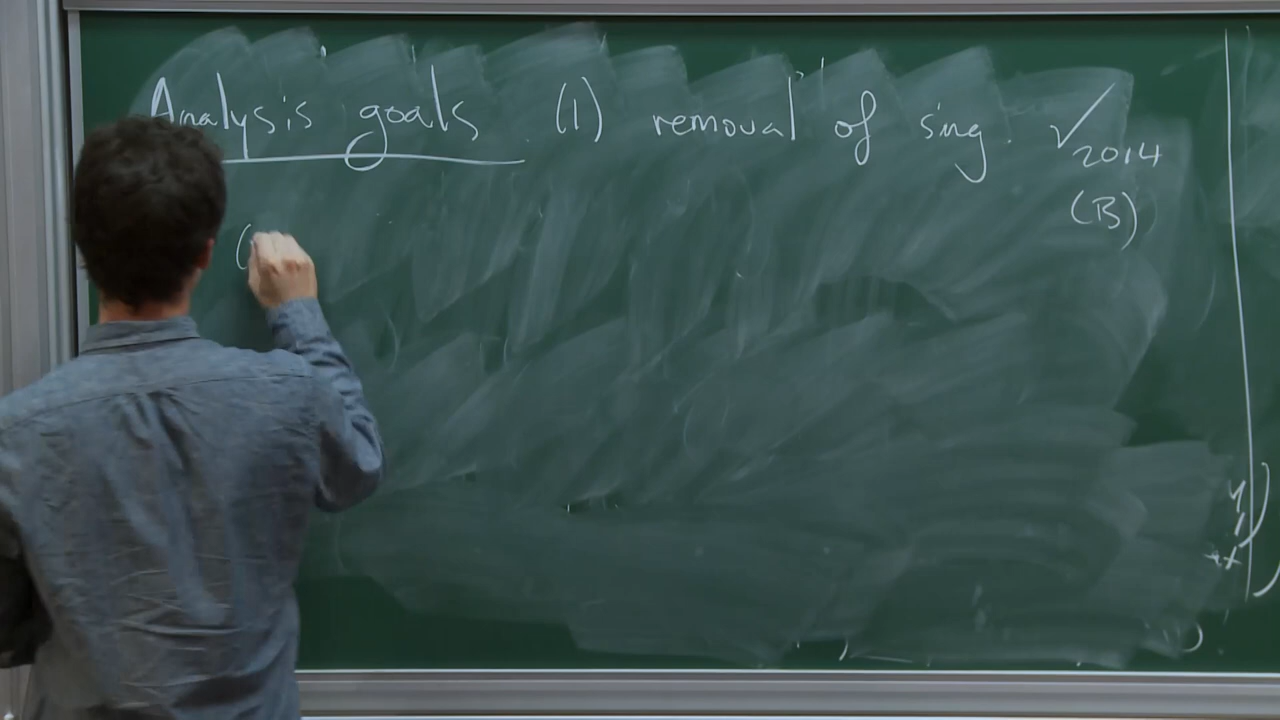 Analysis goals (1) removal of sing. ✓ 2014
(B)
(